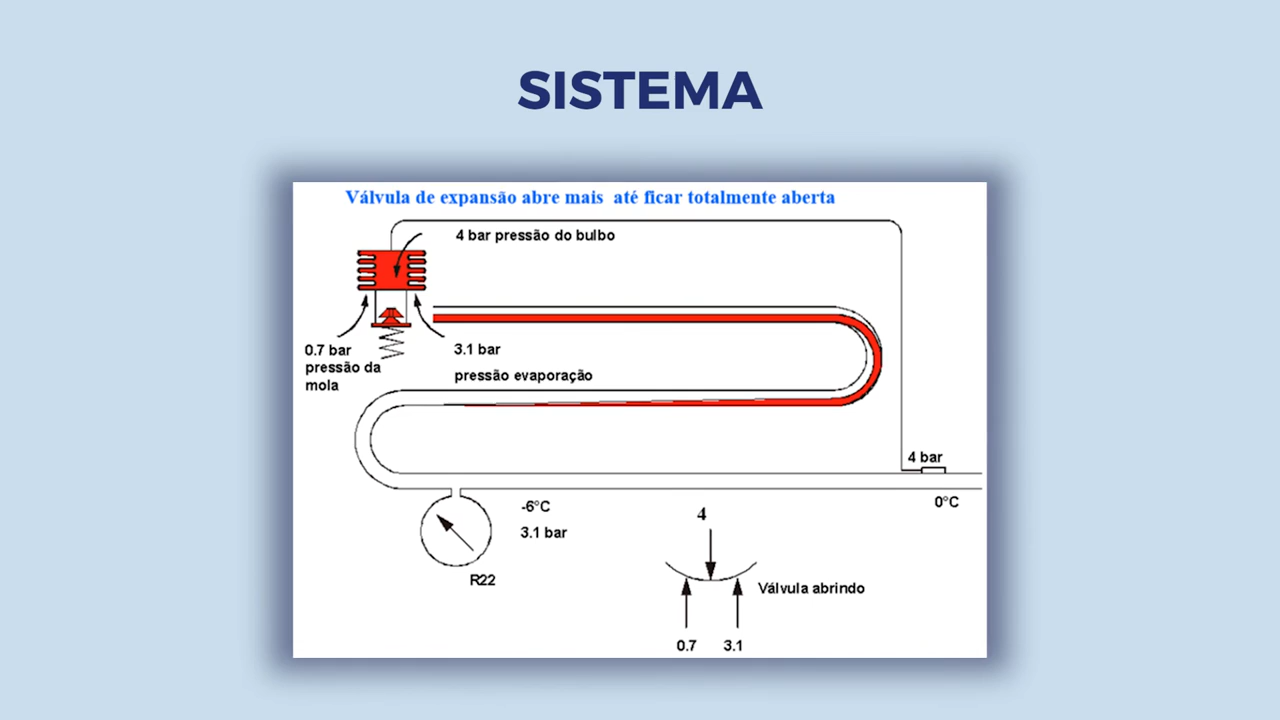 SISTEMA
Válvula de expansão abre mais até ficar totalmente aberta
4 bar pressão do bulbo
0.7 bar
pressão da
mola
3.1 bar
pressão evaporação
4 bar
0°C
-6°C
3.1 bar
R22
4
Válvula abrindo
0.7
3.1